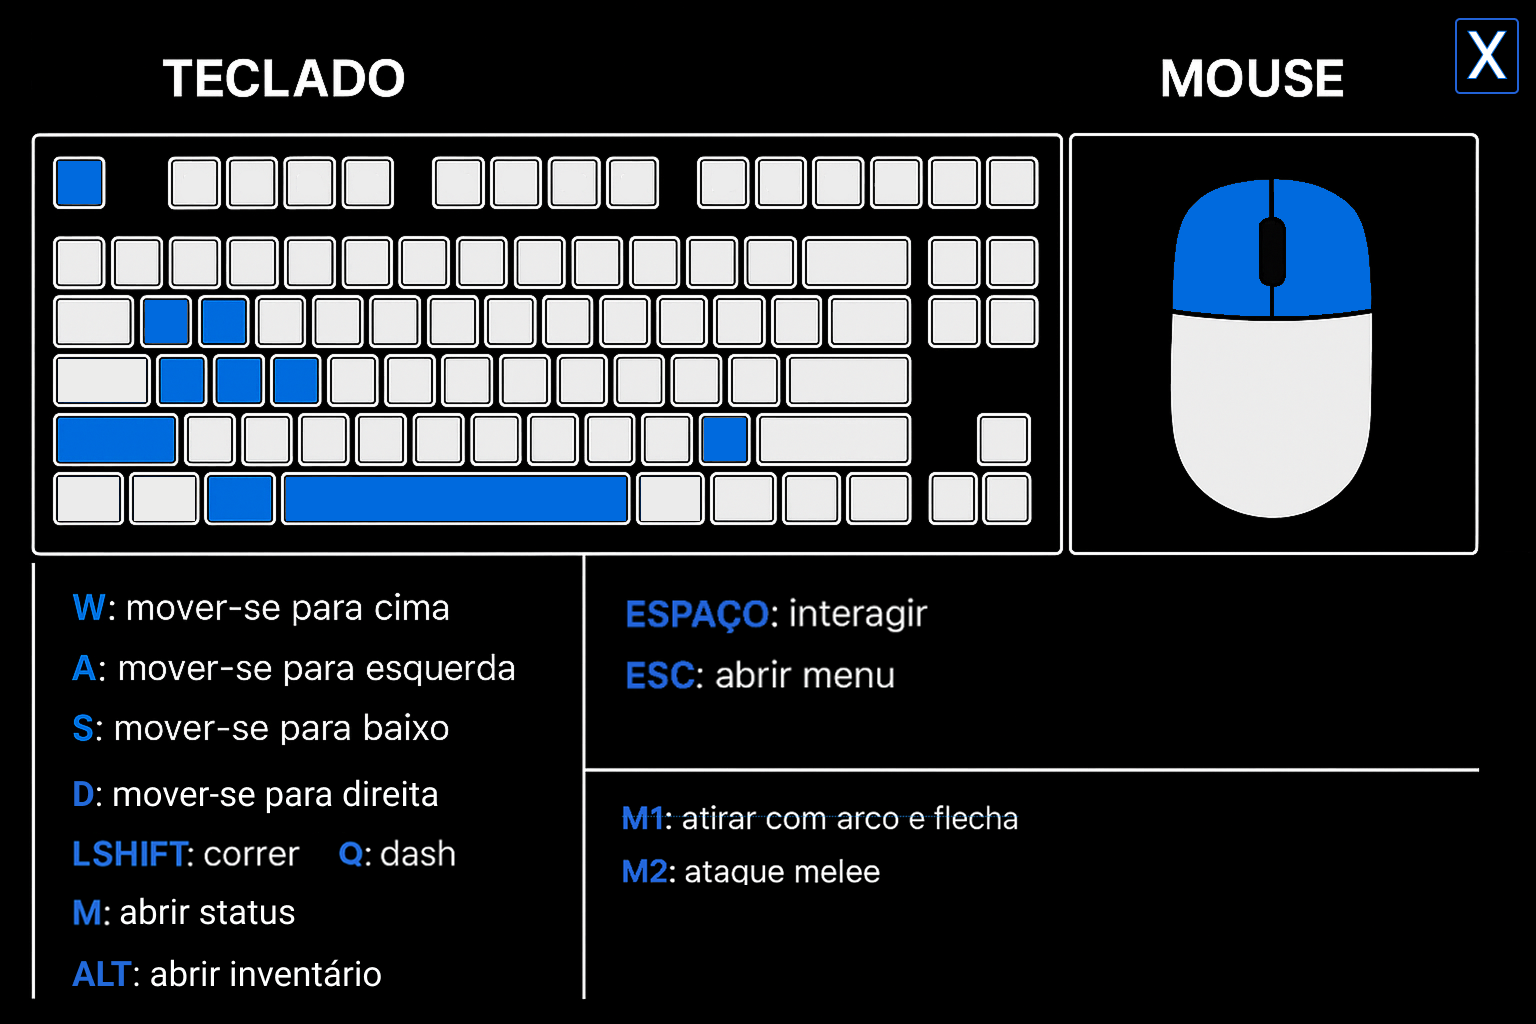 TECLADO
MOUSE
X
W: mover-se para cima
A: mover-se para esquerda
S: mover-se para baixo
D: mover-se para direita
LSHIFT: correr Q: dash
M: abrir status
ALT: abrir inventário
ESPAÇO: interagir
ESC: abrir menu
M1: atirar com arco e flecha
M2: ataque melee